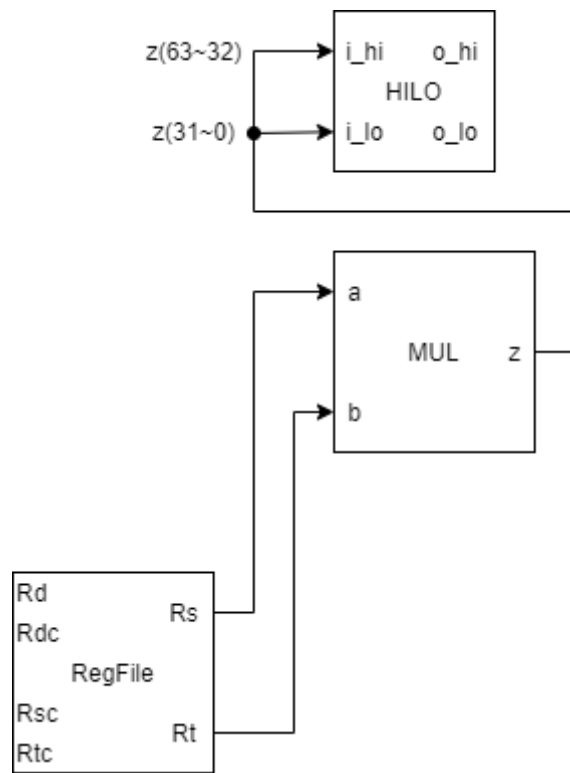 z(63~32)
i_hi
o_hi
HILO
z(31~0)
i_lo
o_lo
a
MUL
z
b
Rd
Rs
Rdc
RegFile
Rsc
Rt
Rtc